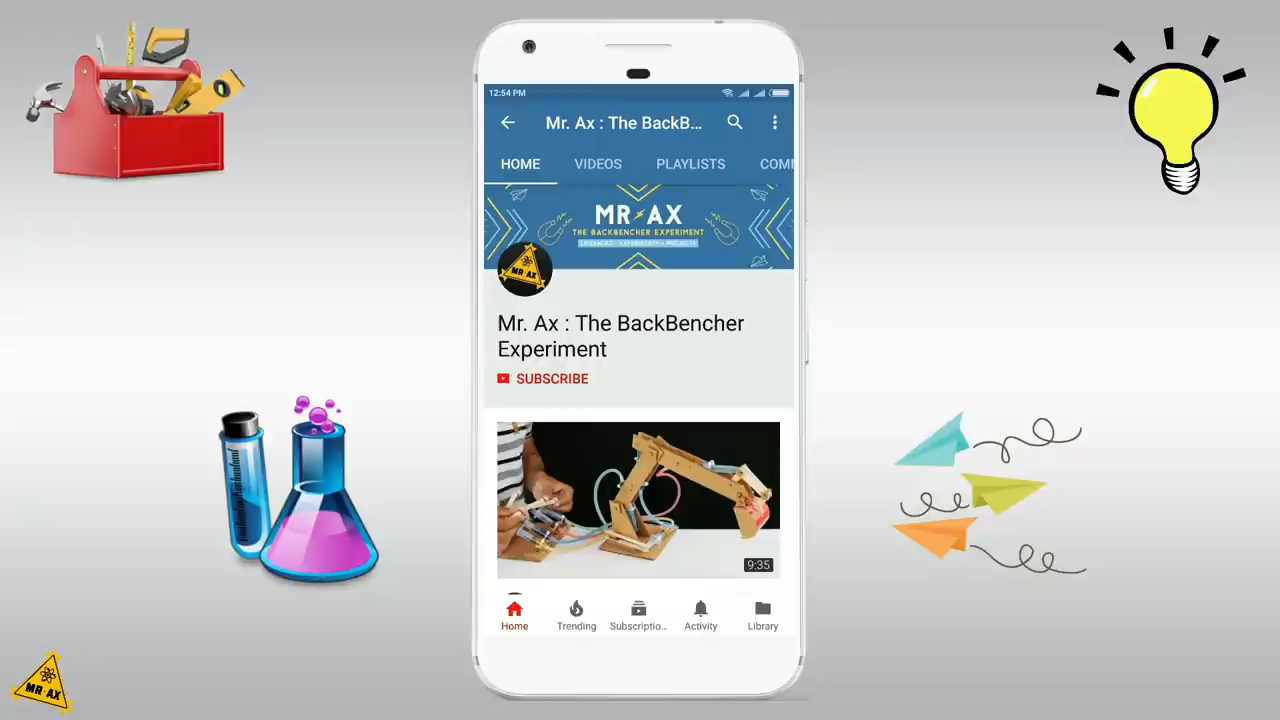 12:54 PM
Mr. Ax : The BackB...
HOME VIDEOS PLAYLISTS COMM
MR AX
THE BACKBENCHER EXPERIMENT
MR AX
Mr. Ax : The BackBencher
Experiment
SUBSCRIBE
9:35
Home Trending Subscriptio... Activity Library
MR AX